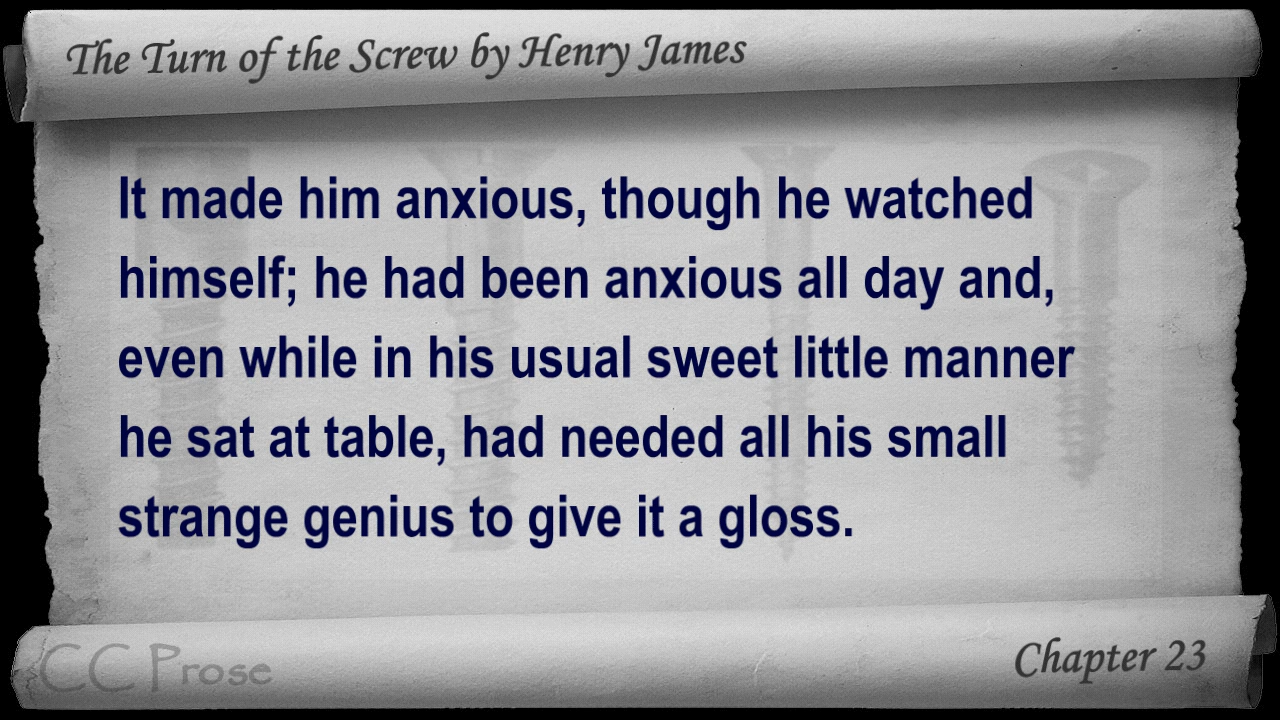 The Turn of the Screw by Henry James
It made him anxious, though he watched
himself; he had been anxious all day and,
even while in his usual sweet little manner
he sat at table, had needed all his small
strange genius to give it a gloss.
CC Prose
Chapter 23